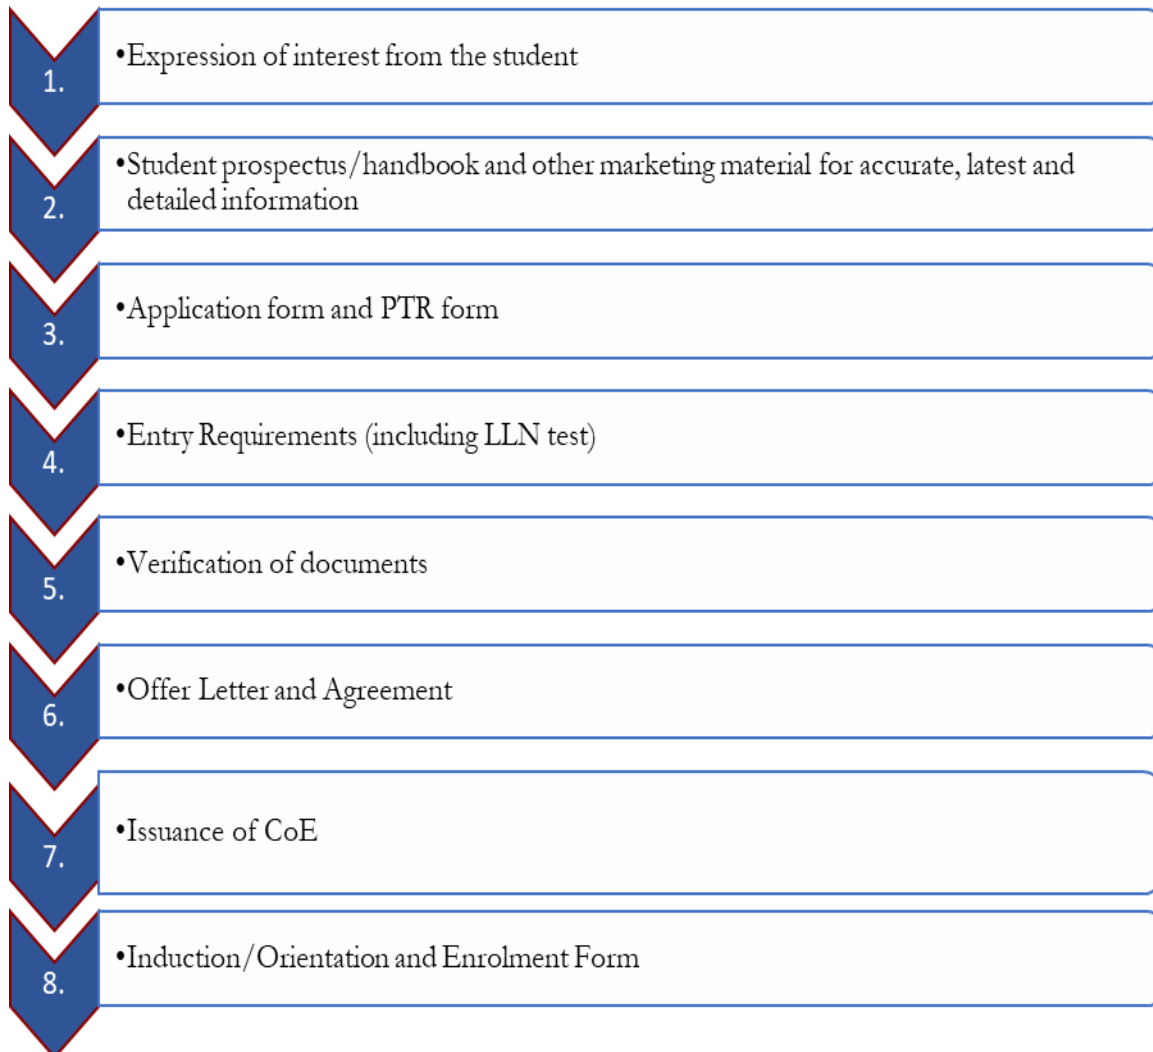 1.
•Expression of interest from the student
2.
•Student prospectus/handbook and other marketing material for accurate, latest and
detailed information
3.
•Application form and PTR form
4.
•Entry Requirements (including LLN test)
5.
•Verification of documents
6.
•Offer Letter and Agreement
7.
•Issuance of CoE
8.
•Induction/Orientation and Enrolment Form